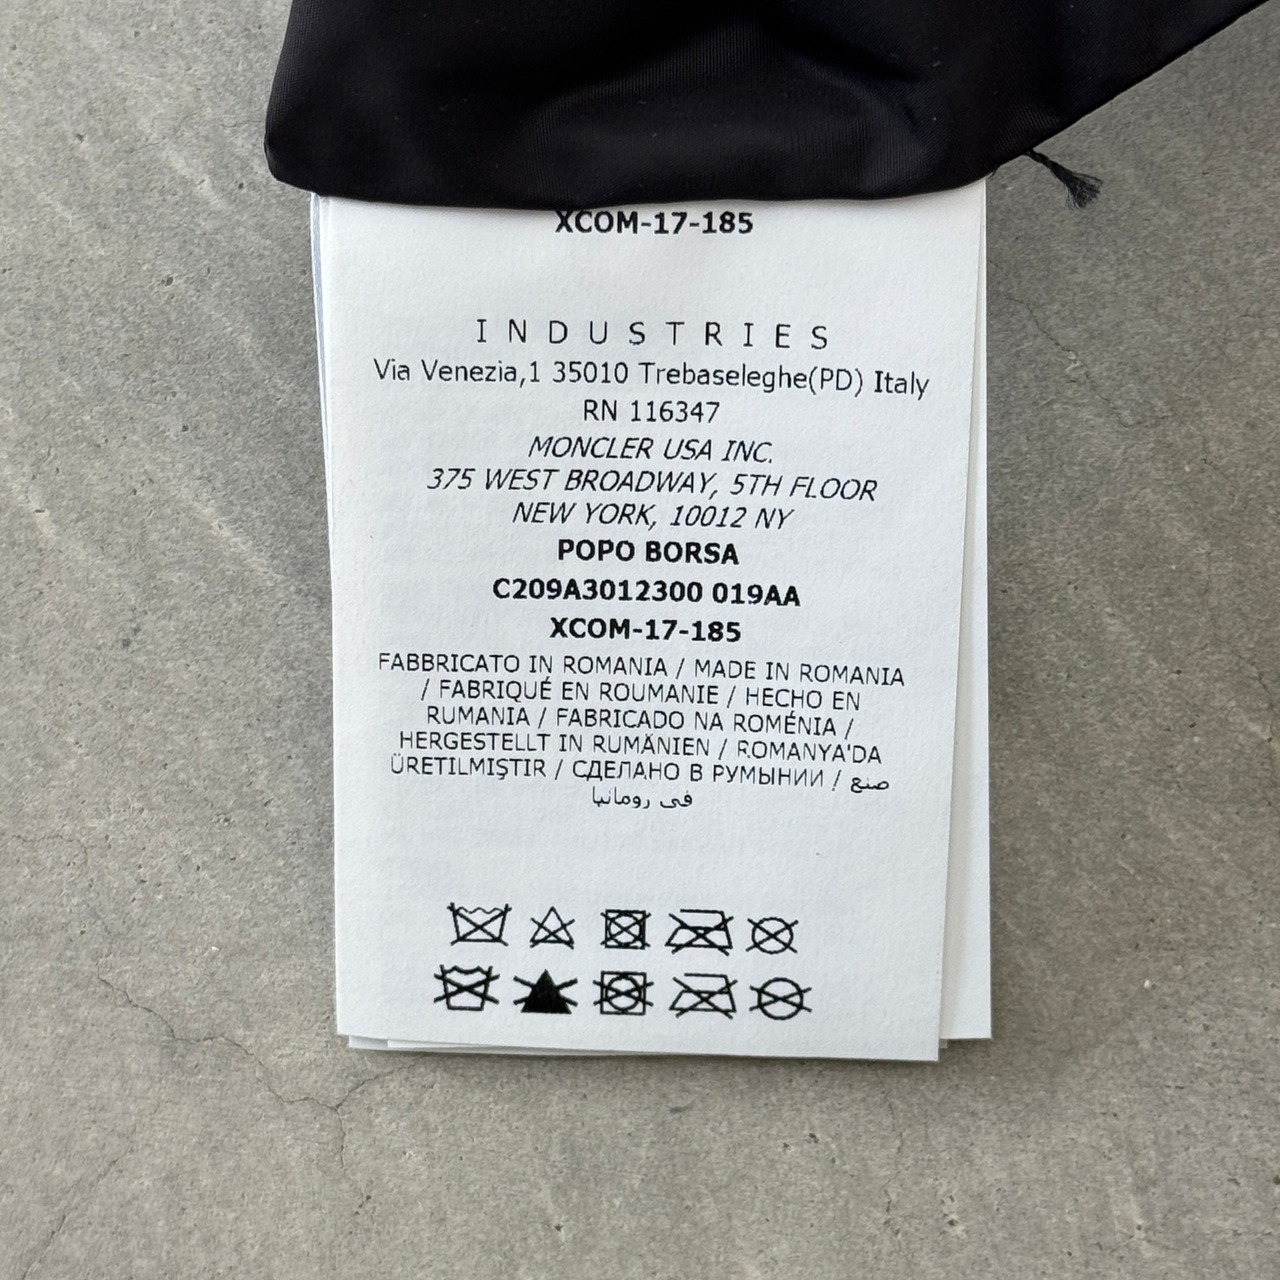 XCOM-17-185
INDUSTRIES
Via Venezia,1 35010 Trebaseleghe(PD) Italy
RN 116347
MONCLER USA INC.
375 WEST BROADWAY, 5TH FLOOR
NEW YORK, 10012 NY
POPO BORSA
C209A3012300 019AA
XCOM-17-185
FABBRICATO IN ROMANIA / MADE IN ROMANIA
/ FABRIQUÉ EN ROUMANIE / HECHO EN
RUMANIA / FABRICADO NA ROMÉNIA /
HERGESTELLT IN RUMÄNIEN / ROMANYA'DA
ÜRETILMIŞTIR / СДЕЛАНО В РУМЫНИИ / صنع
في رومانيا